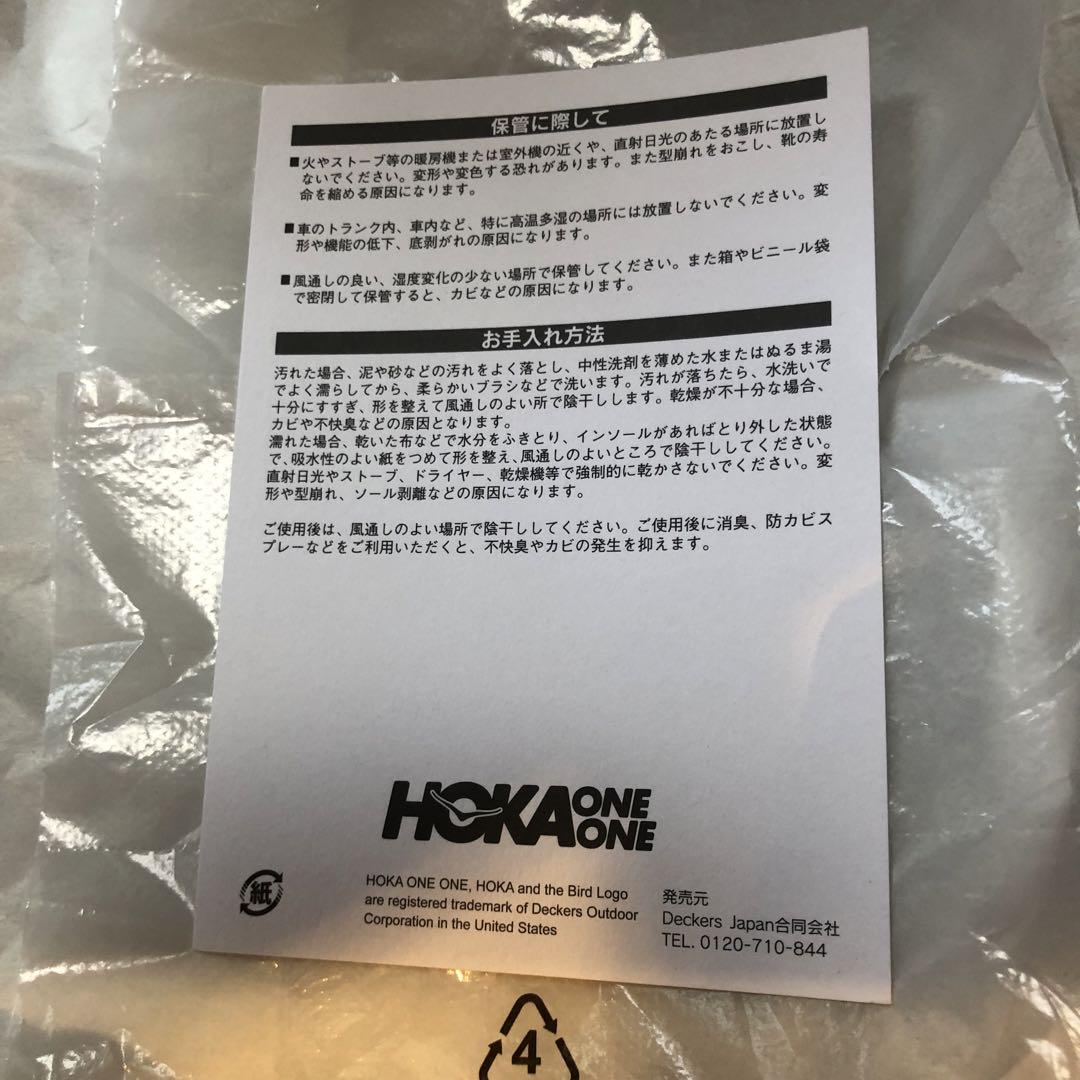 保管に際して
■火やストーブ等の暖房機または室外機の近くや、直射日光のあたる場所に放置し
ないでください。変形や変色する恐れがあります。また型崩れをおこし、靴の寿
命を縮める原因になります。
■車のトランク内、車内など、特に高温多湿の場所には放置しないでください。変
形や機能の低下、底剥がれの原因になります。
■風通しの良い、湿度変化の少ない場所で保管してください。また箱やビニール袋
で密閉して保管すると、カビなどの原因になります。
お手入れ方法
汚れた場合、泥や砂などの汚れをよく落とし、中性洗剤を薄めた水またはぬるま湯
でよく濡らしてから、柔らかいブラシなどで洗います。汚れが落ちたら、水洗いで
十分にすすぎ、形を整えて風通しのよい所で陰干しします。乾燥が不十分な場合、
カビや不快臭などの原因となります。
濡れた場合、乾いた布などで水分をふきとり、インソールがあればとり外した状態
で、吸水性のよい紙をつめて形を整え、風通しのよいところで陰干ししてください。
直射日光やストーブ、ドライヤー、乾燥機等で強制的に乾かさないでください。変
形や型崩れ、ソール剥離などの原因になります。
ご使用後は、風通しのよい場所で陰干ししてください。ご使用後に消臭、防カビス
プレーなどをご利用いただくと、不快臭やカビの発生を抑えます。
HOKA ONE ONE
紙
HOKA ONE ONE, HOKA and the Bird Logo
are registered trademark of Deckers Outdoor
Corporation in the United States
発売元
Deckers Japan合同会社
TEL. 0120-710-844
4